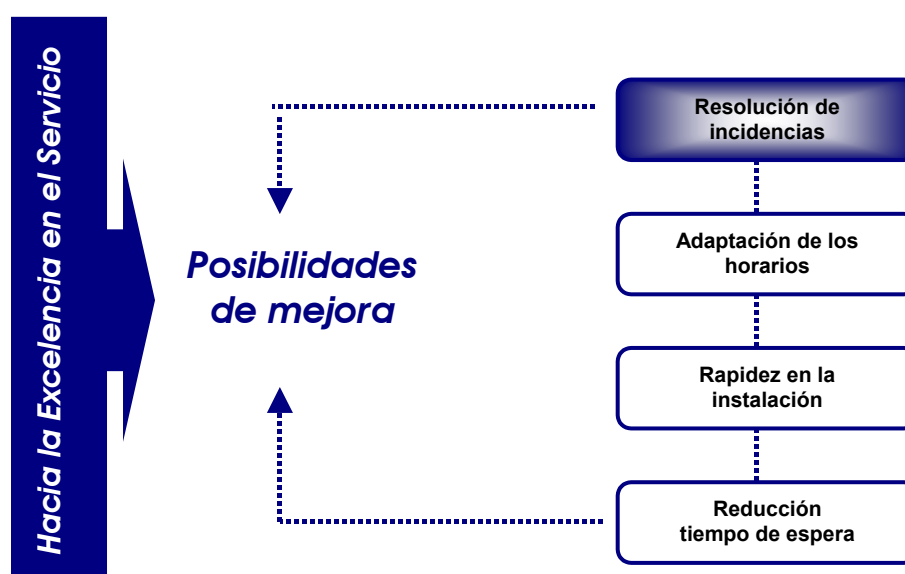 Hacia la Excelencia en el Servicio
Posibilidades
de mejora
Resolución de
incidencias
Adaptación de los
horarios
Rapidez en la
instalación
Reducción
tiempo de espera